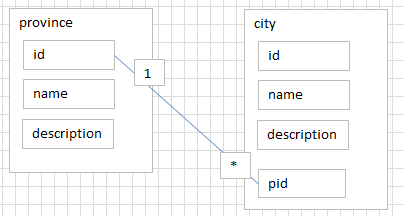 province
id
name
description
1
*
city
id
name
description
pid